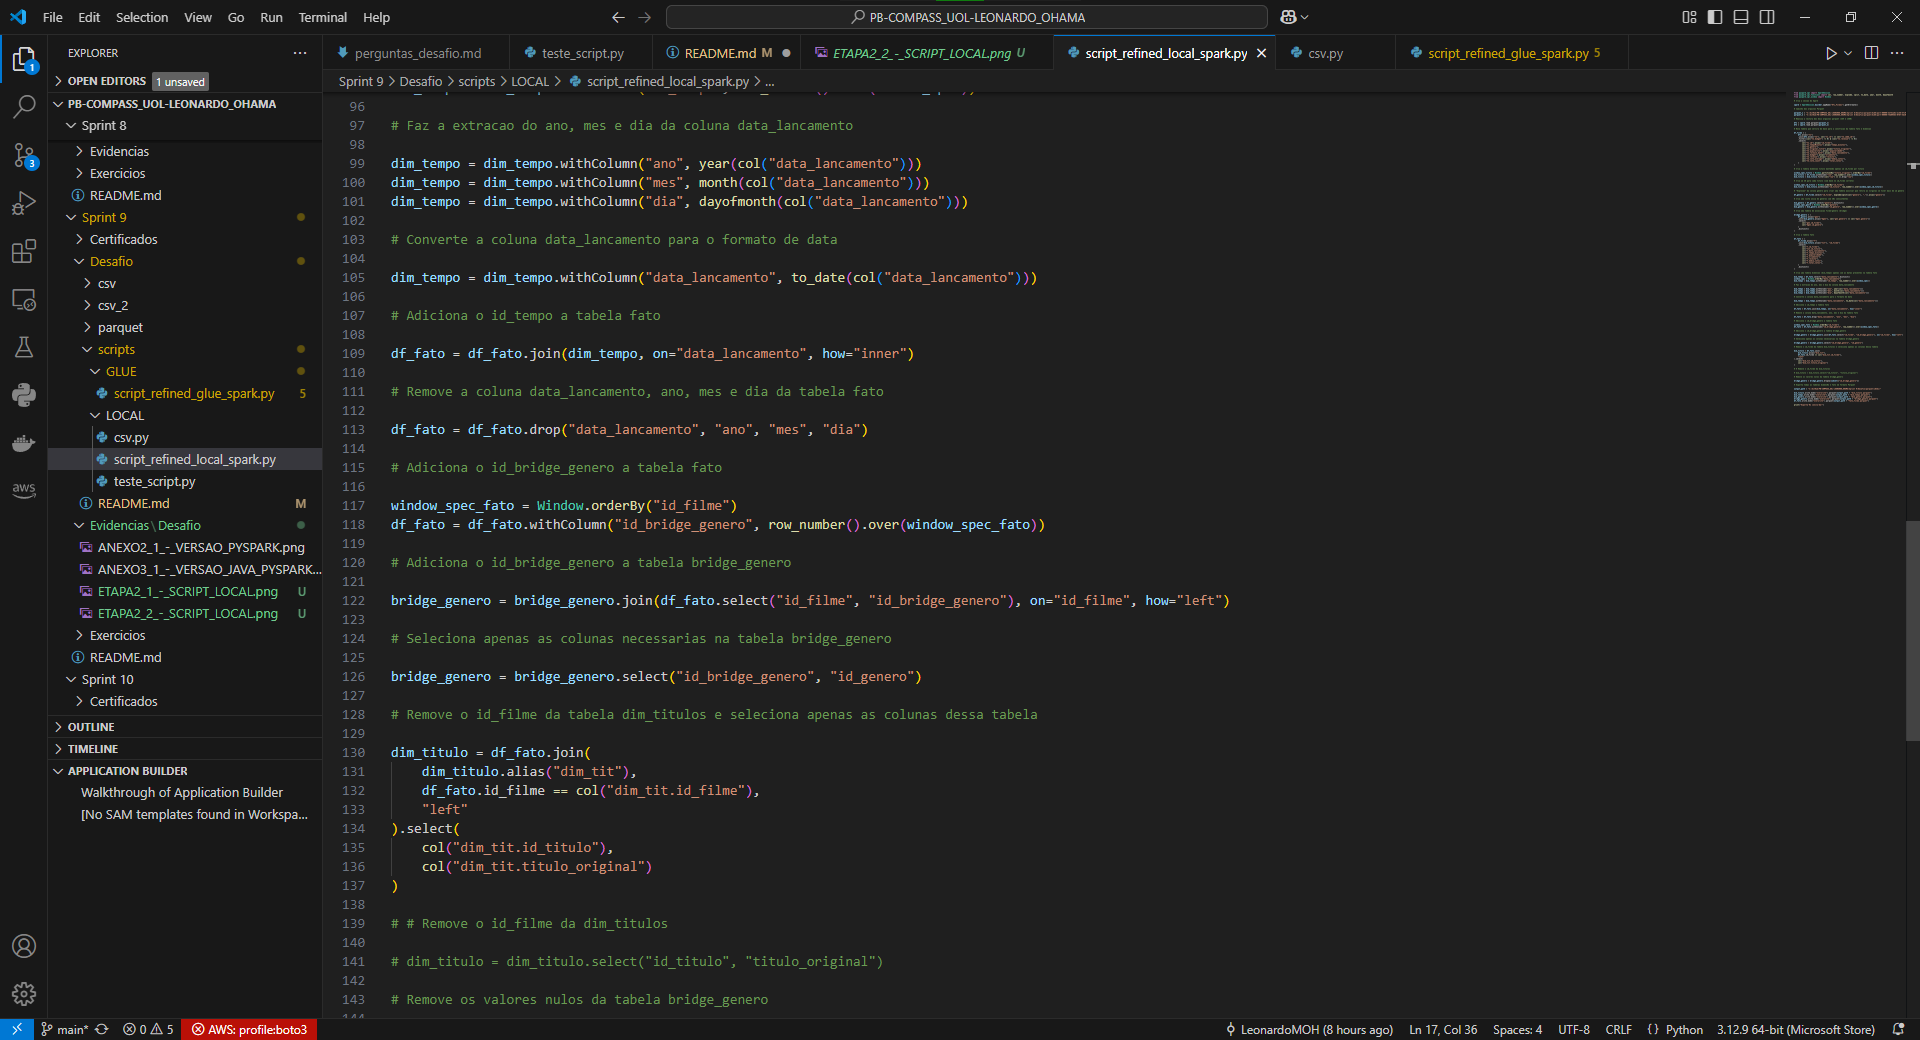 File Edit Selection View Go Run Terminal Help
PB-COMPASS_UOL-LEONARDO_OHAMA
EXPLORER
OPEN EDITORS 1 unsaved
PB-COMPASS_UOL-LEONARDO_OHAMA
Sprint 8
Evidencias
Exercicios
README.md
Sprint 9
Certificados
Desafio
csv
csv_2
parquet
scripts
GLUE
script_refined_glue_spark.py 5
LOCAL
csv.py
script_refined_local_spark.py
teste_script.py
README.md M
Evidencias \ Desafio
ANEXO2_1_-_VERSAO_PYSPARK.png
ANEXO3_1_-_VERSAO_JAVA_PYSPARK...
ETAPA2_1_-_SCRIPT_LOCAL.png U
ETAPA2_2_-_SCRIPT_LOCAL.png U
Exercicios
README.md
Sprint 10
Certificados
OUTLINE
TIMELINE
APPLICATION BUILDER
Walkthrough of Application Builder
[No SAM templates found in Workspa...
1
3
aws
perguntas_desafio.md teste_script.py README.md M ETAPA2_2_-_SCRIPT_LOCAL.png U script_refined_local_spark.py csv.py script_refined_glue_spark.py 5
Sprint 9 > Desafio > scripts > LOCAL > script_refined_local_spark.py > ...
96
97 # Faz a extracao do ano, mes e dia da coluna data_lancamento
98
99 dim_tempo = dim_tempo.withColumn("ano", year(col("data_lancamento")))
100 dim_tempo = dim_tempo.withColumn("mes", month(col("data_lancamento")))
101 dim_tempo = dim_tempo.withColumn("dia", dayofmonth(col("data_lancamento")))
102
103 # Converte a coluna data_lancamento para o formato de data
104
105 dim_tempo = dim_tempo.withColumn("data_lancamento", to_date(col("data_lancamento")))
106
107 # Adiciona o id_tempo a tabela fato
108
109 df_fato = df_fato.join(dim_tempo, on="data_lancamento", how="inner")
110
111 # Remove a coluna data_lancamento, ano, mes e dia da tabela fato
112
113 df_fato = df_fato.drop("data_lancamento", "ano", "mes", "dia")
114
115 # Adiciona o id_bridge_genero a tabela fato
116
117 window_spec_fato = Window.orderBy("id_filme")
118 df_fato = df_fato.withColumn("id_bridge_genero", row_number().over(window_spec_fato))
119
120 # Adiciona o id_bridge_genero a tabela bridge_genero
121
122 bridge_genero = bridge_genero.join(df_fato.select("id_filme", "id_bridge_genero"), on="id_filme", how="left")
123
124 # Seleciona apenas as colunas necessarias na tabela bridge_genero
125
126 bridge_genero = bridge_genero.select("id_bridge_genero", "id_genero")
127
128 # Remove o id_filme da tabela dim_titulos e seleciona apenas as colunas dessa tabela
129
130 dim_titulo = df_fato.join(
131 dim_titulo.alias("dim_tit"),
132 df_fato.id_filme == col("dim_tit.id_filme"),
133 "left"
134 ).select(
135 col("dim_tit.id_titulo"),
136 col("dim_tit.titulo_original")
137 )
138
139 # # Remove o id_filme da dim_titulos
140
141 # dim_titulo = dim_titulo.select("id_titulo", "titulo_original")
142
143 # Remove os valores nulos da tabela bridge_genero
main* 0 5 AWS: profile:boto3 LeonardoMOH (8 hours ago) Ln 17, Col 36 Spaces: 4 UTF-8 CRLF {} Python 3.12.9 64-bit (Microsoft Store)